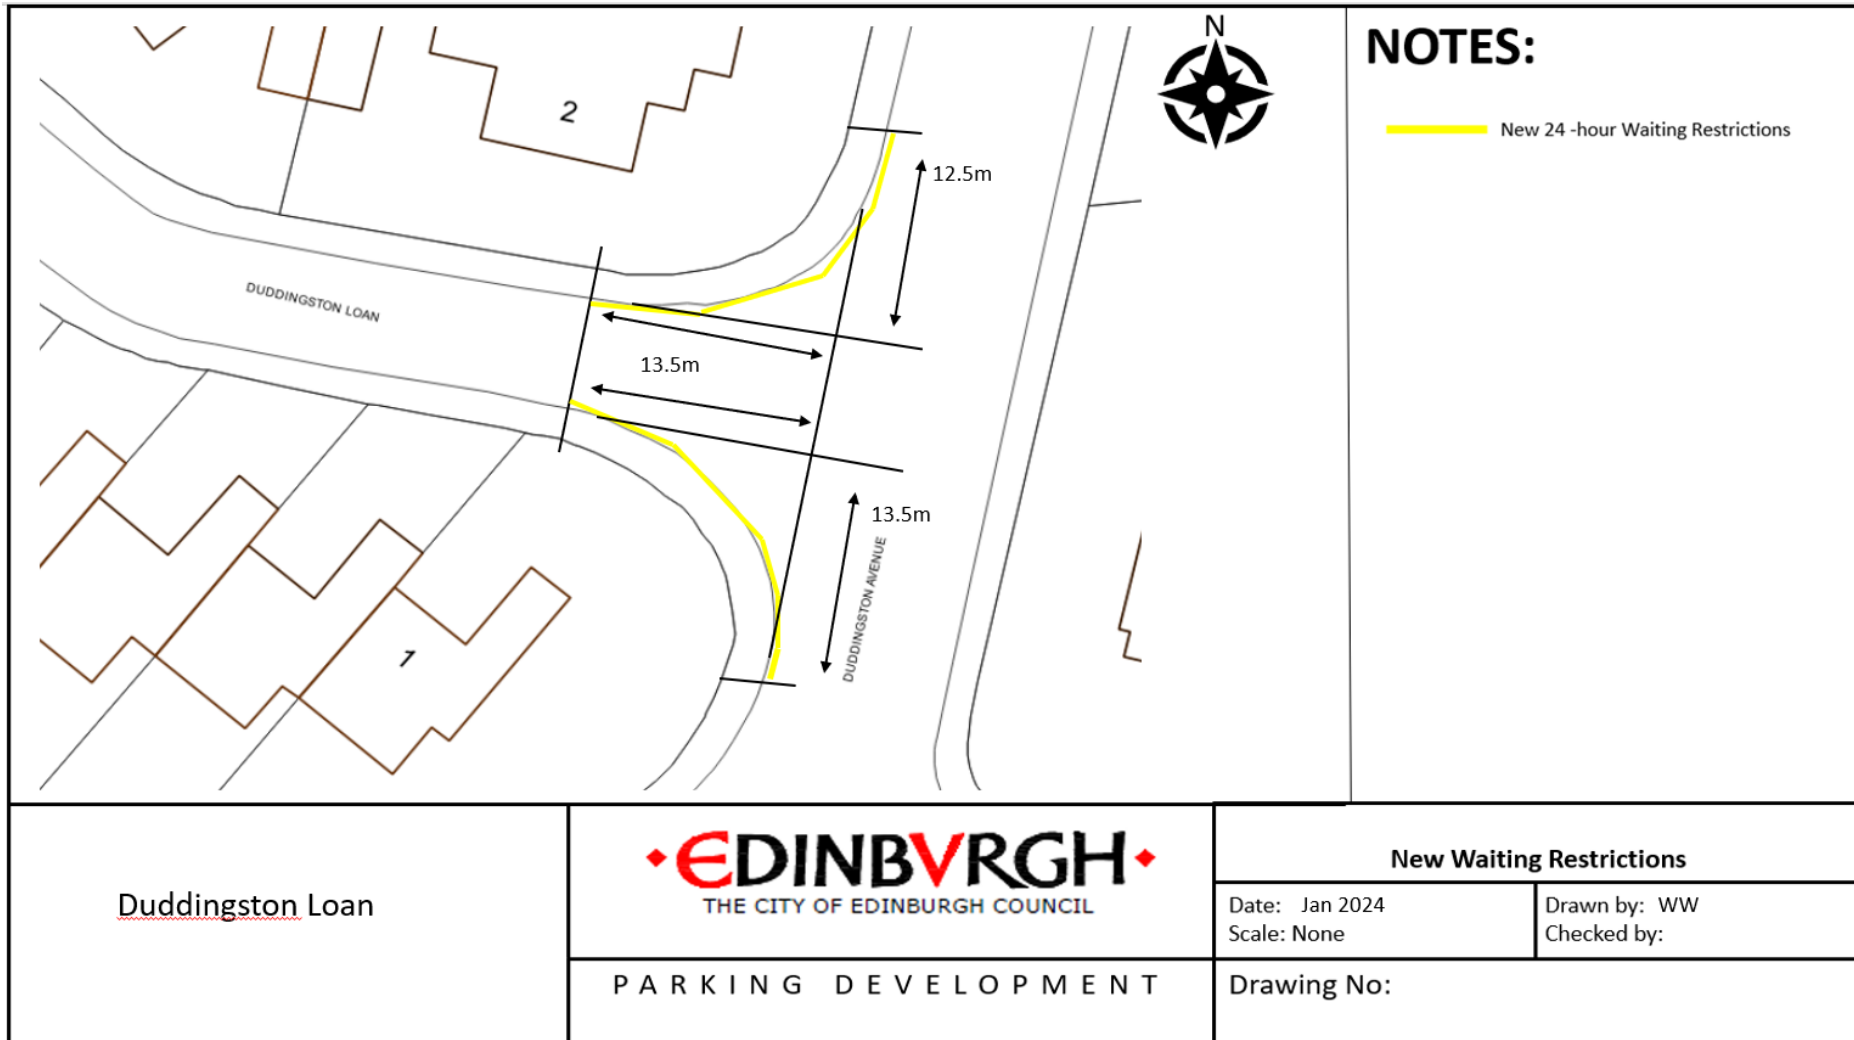 N
NOTES:
New 24 -hour Waiting Restrictions
2
12.5m
DUDDINGSTON LOAN
13.5m
13.5m
DUDDINGSTON AVENUE
1
Duddingston Loan
EDINBVRGH
THE CITY OF EDINBURGH COUNCIL
PARKING DEVELOPMENT
New Waiting Restrictions
Date: Jan 2024
Scale: None
Drawn by: WW
Checked by:
Drawing No: